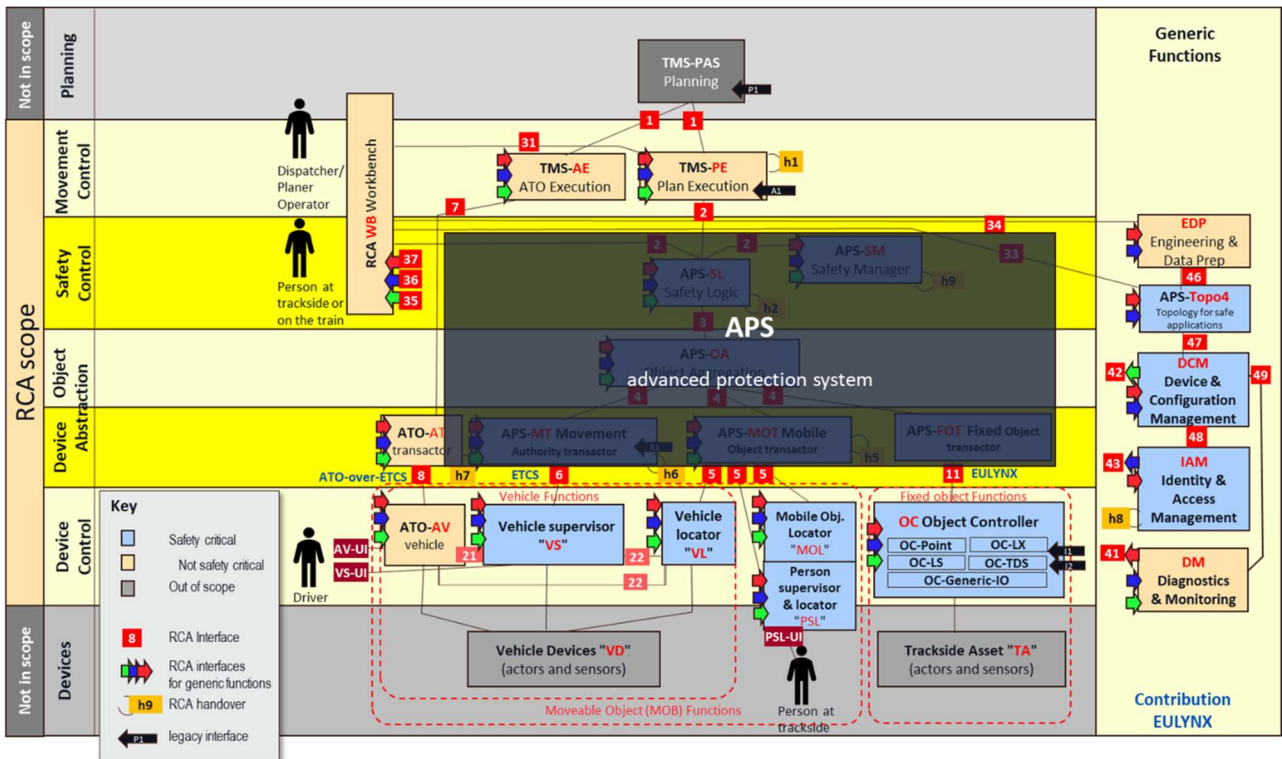 Not in scope
Planning
TMS-PAS
Planning
P1
Generic
Functions
1
1
RCA scope
Movement
Control
Dispatcher/
Planer
Operator
RCA WB Workbench
31
TMS-AE
ATO Execution
TMS-PE
Plan Execution
A1
h1
7
2
Safety
Control
Person at
trackside or
on the train
37
36
35
34
33
2
2
APS-SL
Safety Logic
h2
APS-SM
Safety Manager
h9
3
APS
advanced protection system
EDP
Engineering &
Data Prep
46
APS-Topo4
Topology for safe
applications
47
Object
Abstraction
APS-OA
Object Aggregation
4
4
4
DCM
Device &
Configuration
Management
42
49
48
Device
ATO-AT
transactor
APS-MT Movement
Authority transactor
APS-MOT Mobile
Object transactor
h5
APS-FOT Fixed Object
transactor
IAM
Identity & Access
Management
43
h8
ATO-over-ETCS
8
h7
ETCS
6
h6
5
5
5
11
EULYNX
Device
Control
Vehicle Functions
Fixed object Functions
ATO-AV
vehicle
Vehicle supervisor
"VS"
Vehicle
locator
"VL"
Mobile Obj.
Locator
"MOL"
Person
supervisor
& locator
"PSL"
PSL-UI
OC Object Controller
OC-Point
OC-LX
OC-LS
OC-TDS
OC-Generic-IO
I1
I2
AV-UI
VS-UI
21
22
22
Driver
41
DM
Diagnostics
& Monitoring
Not in scope
Devices
Vehicle Devices "VD"
(actors and sensors)
Trackside Asset "TA"
(actors and sensors)
Moveable Object (MOB) Functions
Person at
trackside
Contribution
EULYNX
Key
Safety critical
Not safety critical
Out of scope
8
RCA Interface
RCA interfaces
for generic functions
h9
RCA handover
P1
legacy interface